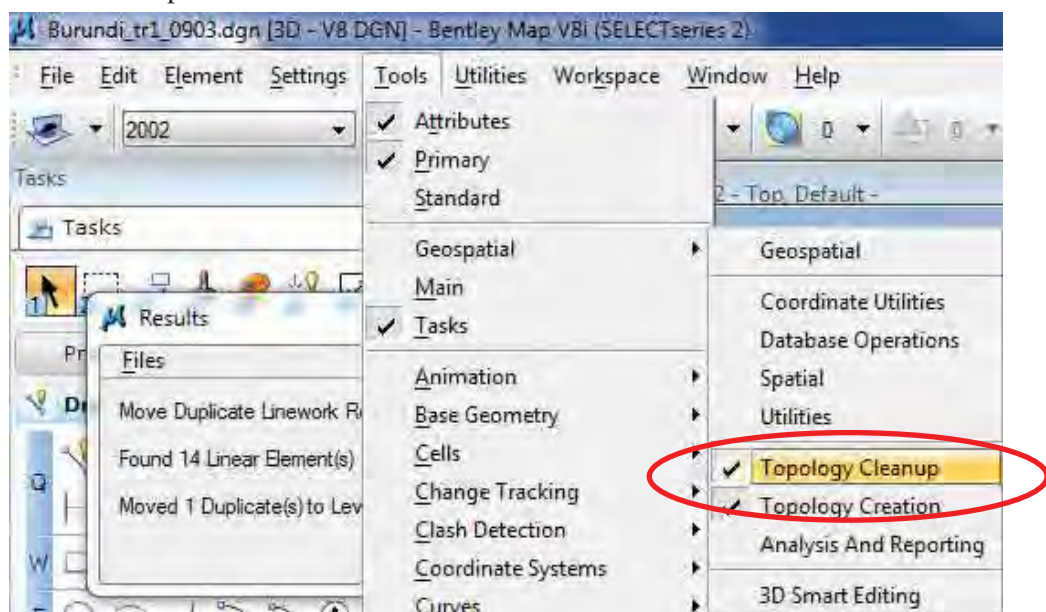 Burundi_tr1_0903.dgn [3D - V8 DGN] - Bentley Map V8i (SELECTseries 2)
File Edit Element Settings Tools Utilities Workspace Window Help
2002
Attributes
Primary
Standard
Tasks
2 - Top, Default -
Tasks
Geospatial
Main
Tasks
Geospatial
Coordinate Utilities
Database Operations
Spatial
Utilities
Topology Cleanup
Topology Creation
Analysis And Reporting
3D Smart Editing
Results
Files
Move Duplicate Linework
Found 14 Linear Element(s)
Moved 1 Duplicate(s) to Lev
Animation
Base Geometry
Cells
Change Tracking
Clash Detection
Coordinate Systems
Curves
1
Q
W